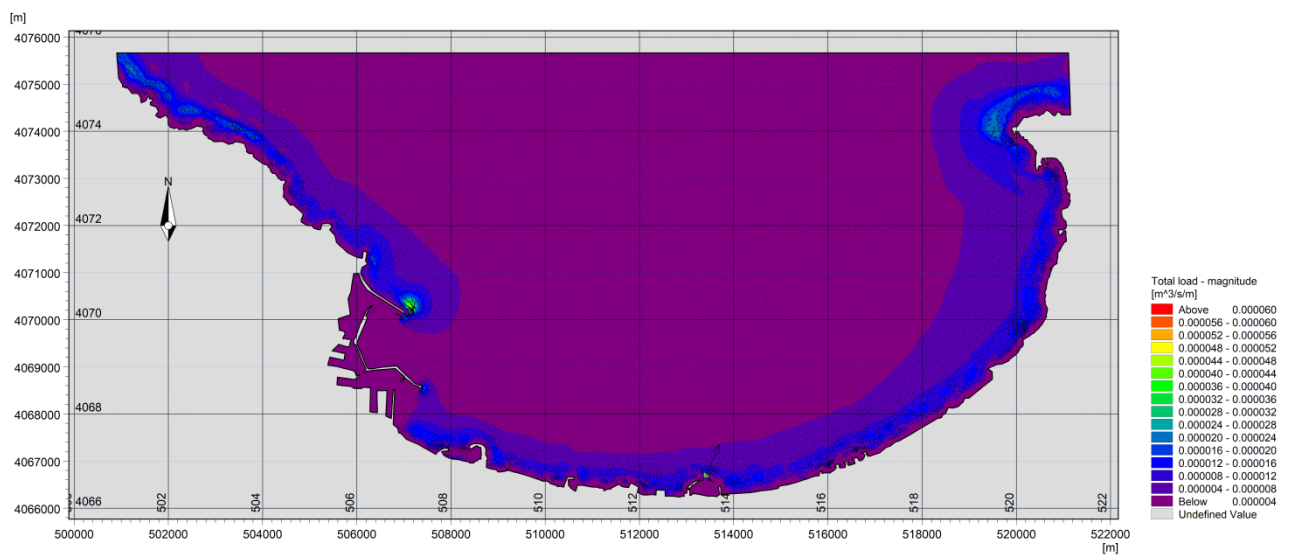 [m]
4076000
4075000
4074000
4073000
4072000
4071000
4070000
4069000
4068000
4067000
4066000
4074
4072
4070
4068
4066
N
502
504
506
508
510
512
514
516
518
520
522
500000 502000 504000 506000 508000 510000 512000 514000 516000 518000 520000 522000
[m]
Total load - magnitude
[m^3/s/m]
Above 0.000060
0.000056 - 0.000060
0.000052 - 0.000056
0.000048 - 0.000052
0.000044 - 0.000048
0.000040 - 0.000044
0.000036 - 0.000040
0.000032 - 0.000036
0.000028 - 0.000032
0.000024 - 0.000028
0.000020 - 0.000024
0.000016 - 0.000020
0.000012 - 0.000016
0.000008 - 0.000012
0.000004 - 0.000008
Below 0.000004
Undefined Value